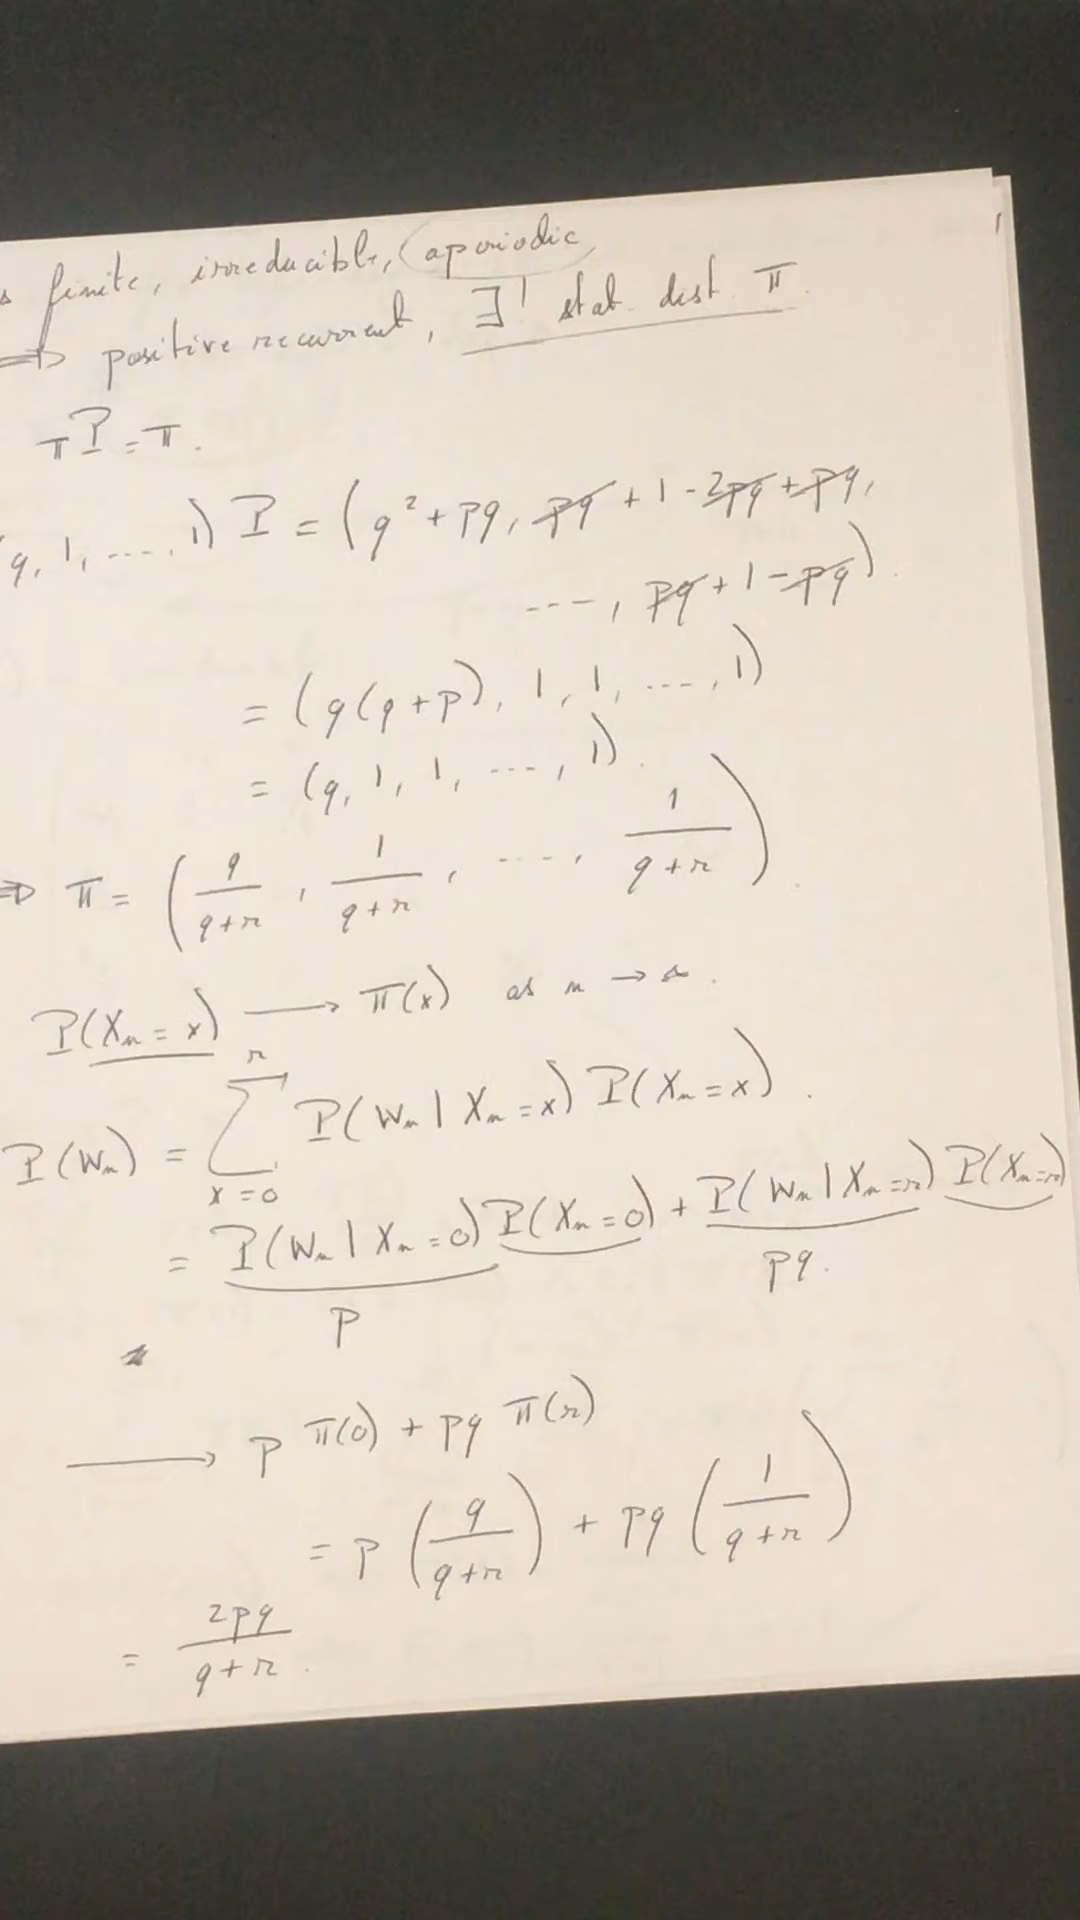 finite, irreducible, aperiodic,
⇒ positive recurrent, ∃! stat. dist. π.
πP = π.
q, 1, ----, 1) P = (q² + pq, pq + 1 - 2pq + pq,
---, pq + 1 - pq).
= (q(q+p), 1, 1, ---, 1)
= (q, 1, 1, ---, 1).
⇒ π = (q/(q+r), 1/(q+r), ---, 1/(q+r)).
P(Xn = x) → π(x) as n → ∞.
P(Wn) = Σ_{x=0}^{r} P(Wn | Xn = x) P(Xn = x).
= P(Wn | Xn = 0) P(Xn = 0) + P(Wn | Xn = r) P(Xn = r)
p pq.
→ p π(0) + pq π(r)
= p (q/(q+r)) + pq (1/(q+r))
= 2pq/(q+r).